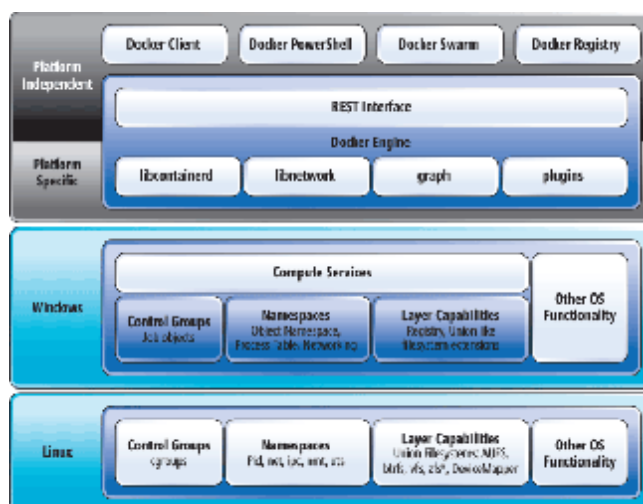 Docker Client
Docker PowerShell
Docker Swarm
Docker Registry
Platform
Independent
REST Interface
Docker Engine
Platform
Specific
libcontainerd
libnetwork
graph
plugins
Compute Services
Windows
Control Groups
Job objects
Namespaces
Object Namespace,
Process Table, Networking
Layer Capabilities
Registry, Union like
filesystem extensions
Other OS
Functionality
Linux
Control Groups
cgroups
Namespaces
Pid, net, ipc, mnt, uts
Layer Capabilities
Union Filesystems: AUFS,
btrfs, vfs, zfs*, DeviceMapper
Other OS
Functionality